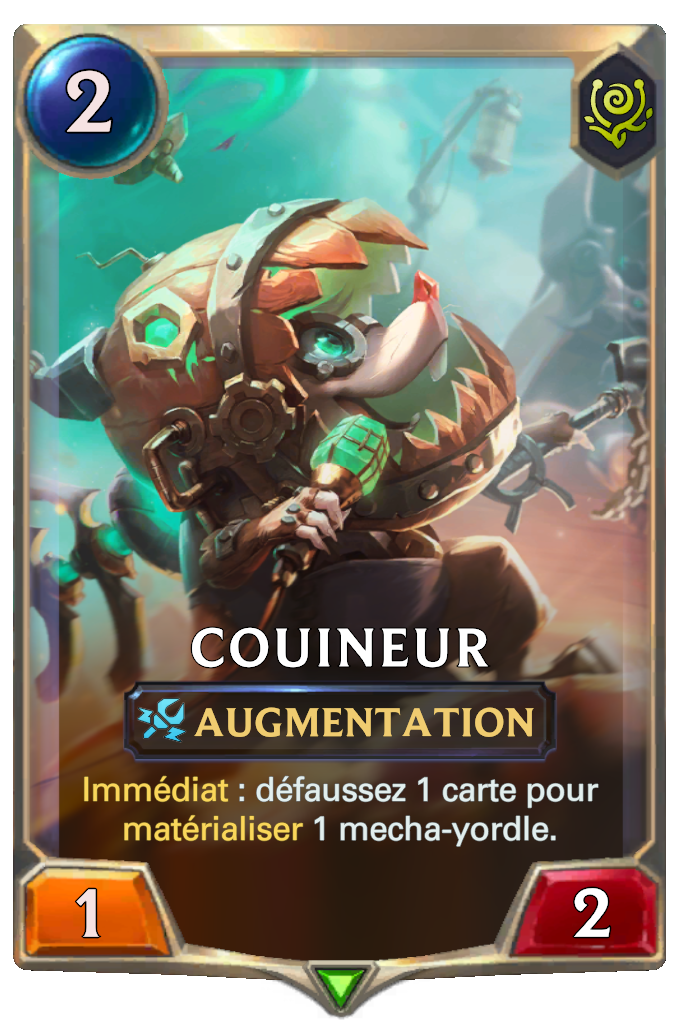 2
COUINEUR
AUGMENTATION
Immédiat : défaussez 1 carte pour
matérialiser 1 mecha-yordle.
1
2